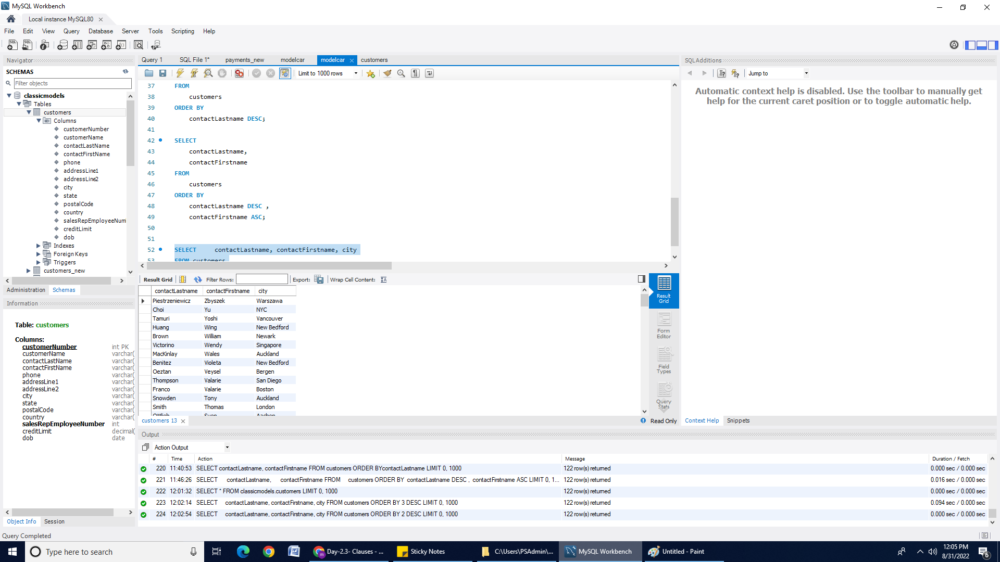 MySQL Workbench
Local instance MySQL80
File Edit View Query Database Server Tools Scripting Help
Navigator
SCHEMAS
Filter objects
classicmodels
Tables
customers
Columns
customerNumber
customerName
contactLastName
contactFirstName
phone
addressLine1
addressLine2
city
state
postalCode
country
salesRepEmployeeNum
creditLimit
dob
Indexes
Foreign Keys
Triggers
customers_new
Administration Schemas
Information
Table: customers
Columns:
customerNumber int PK
customerName varchar(
contactLastName varchar(
contactFirstName varchar(
phone varchar(
addressLine1 varchar(
addressLine2 varchar(
city varchar(
state varchar(
postalCode varchar(
country varchar(
salesRepEmployeeNumber int
creditLimit decimal(
dob date
Object Info Session
Query 1 SQL File 1* payments_new modelcar modelcar customers
Limit to 1000 rows
37 FROM
38 customers
39 ORDER BY
40 contactLastname DESC;
41
42 SELECT
43 contactLastname,
44 contactFirstname
45 FROM
46 customers
47 ORDER BY
48 contactLastname DESC ,
49 contactFirstname ASC;
50
51
52 SELECT contactLastname, contactFirstname, city
53 FROM customers
Result Grid Filter Rows: Export: Wrap Cell Content:
contactLastname contactFirstname city
Piestrzeniewicz Zbyszek Warszawa
Choi Yu NYC
Tamuri Yoshi Vancouver
Huang Wing New Bedford
Brown William Newark
Victorino Wendy Singapore
MacKinlay Wales Auckland
Benitez Violeta New Bedford
Oeztan Veysel Bergen
Thompson Valarie San Diego
Franco Valarie Boston
Snowden Tony Auckland
Smith Thomas London
Ottlieb Sven Aachen
Result
Grid
Form
Editor
Field
Types
Query
Stats
customers 13 Read Only
SQLAdditions
Jump to
Automatic context help is disabled. Use the toolbar to manually get
help for the current caret position or to toggle automatic help.
Context Help Snippets
Output
Action Output
# Time Action Message Duration / Fetch
220 11:40:53 SELECT contactLastname, contactFirstname FROM customers ORDER BYcontactLastname LIMIT 0, 1000 122 row(s) returned 0.000 sec / 0.000 sec
221 11:46:26 SELECT contactLastname, contactFirstname FROM customers ORDER BY contactLastname DESC , contactFirstname ASC LIMIT 0, 1... 122 row(s) returned 0.016 sec / 0.000 sec
222 12:01:32 SELECT * FROM classicmodels.customers LIMIT 0, 1000 122 row(s) returned 0.000 sec / 0.000 sec
223 12:02:14 SELECT contactLastname, contactFirstname, city FROM customers ORDER BY 3 DESC LIMIT 0, 1000 122 row(s) returned 0.094 sec / 0.000 sec
224 12:02:54 SELECT contactLastname, contactFirstname, city FROM customers ORDER BY 2 DESC LIMIT 0, 1000 122 row(s) returned 0.000 sec / 0.000 sec
Query Completed
Type here to search
Day-2.3- Clauses - ...
Sticky Notes
C:\Users\PSAdmin\...
MySQL Workbench
Untitled - Paint
12:05 PM
8/31/2022
6